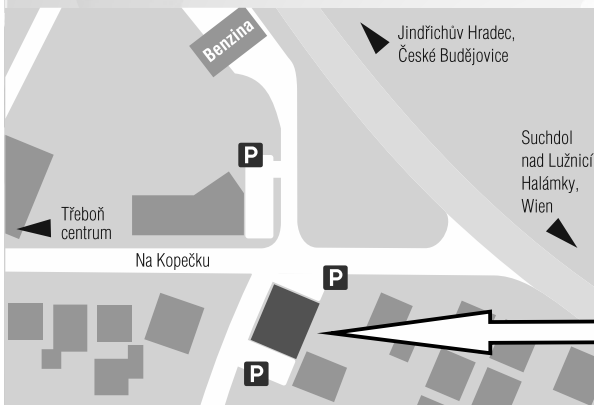 Benzina
Jindřichův Hradec,
České Budějovice
Suchdol
nad Lužnicí
Halámky,
Wien
P
Třeboň
centrum
Na Kopečku
P
P